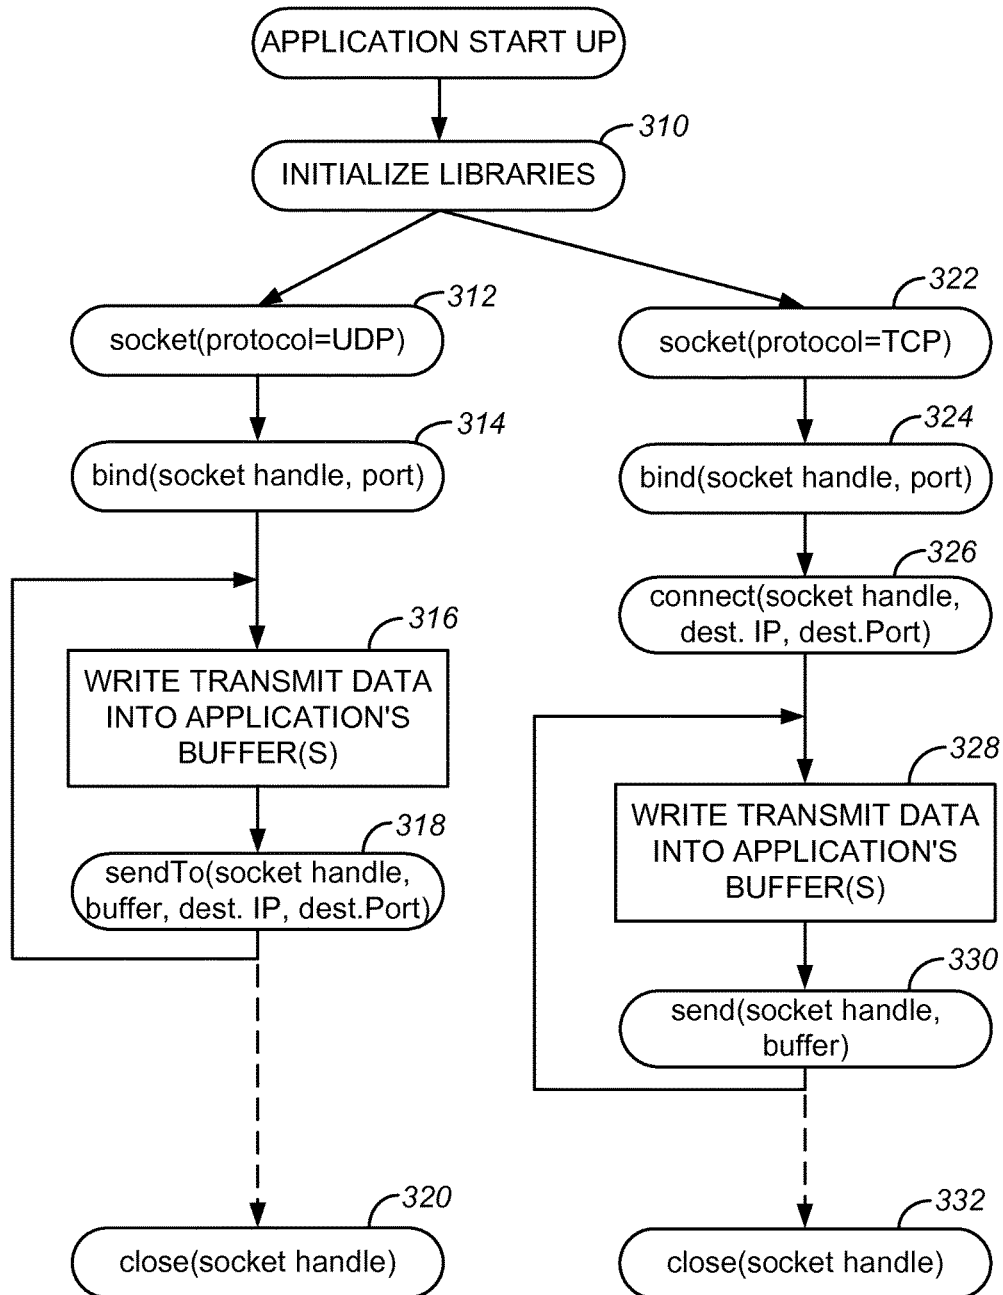 APPLICATION START UP
310
INITIALIZE LIBRARIES
312
socket(protocol=UDP)
314
bind(socket handle, port)
316
WRITE TRANSMIT DATA
INTO APPLICATION'S
BUFFER(S)
318
sendTo(socket handle,
buffer, dest. IP, dest.Port)
320
close(socket handle)
322
socket(protocol=TCP)
324
bind(socket handle, port)
326
connect(socket handle,
dest. IP, dest.Port)
328
WRITE TRANSMIT DATA
INTO APPLICATION'S
BUFFER(S)
330
send(socket handle,
buffer)
332
close(socket handle)